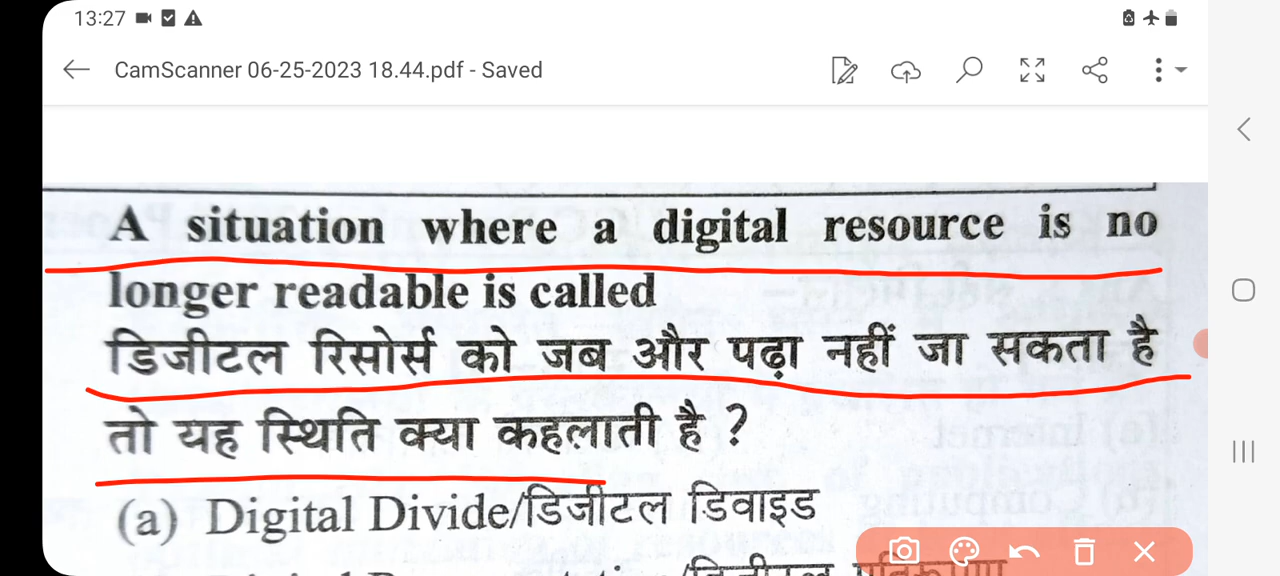 13:27
CamScanner 06-25-2023 18.44.pdf - Saved
A situation where a digital resource is no
longer readable is called
डिजीटल रिसोर्स को जब और पढ़ा नहीं जा सकता है
तो यह स्थिति क्या कहलाती है ?
(a) Digital Divide/डिजीटल डिवाइड